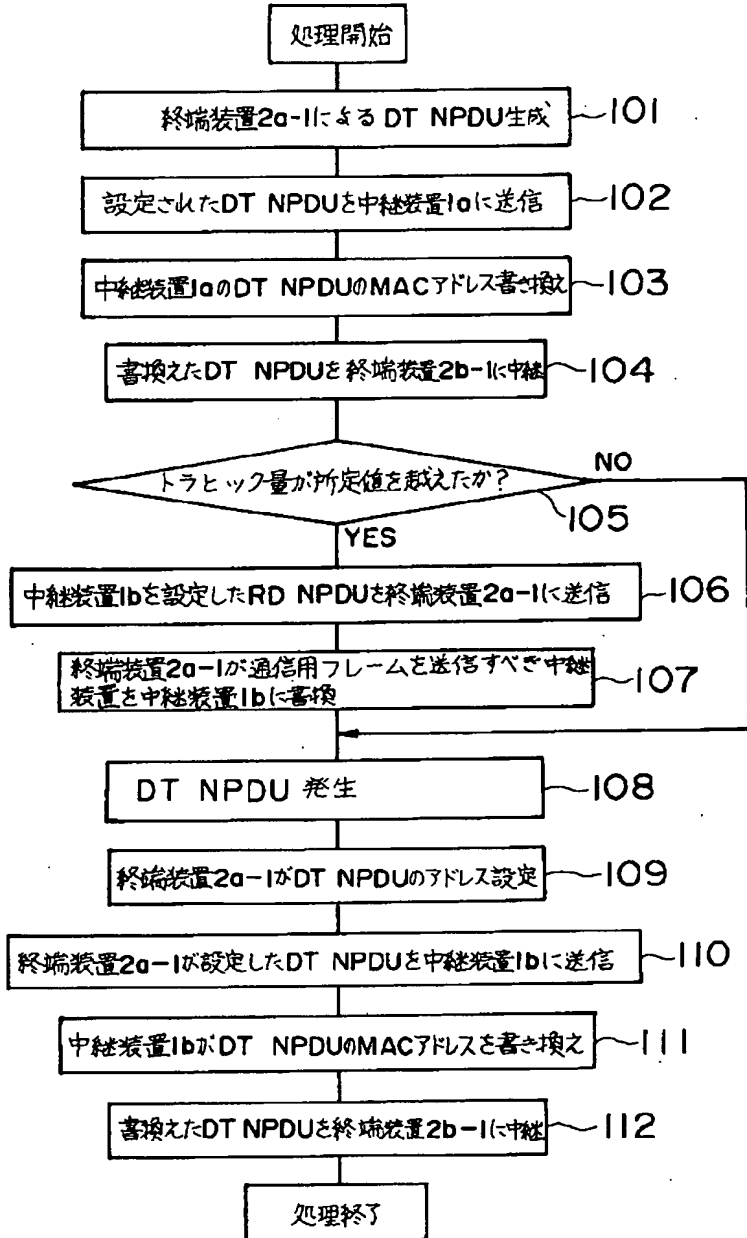 処理開始
終端装置2a-1によるDT NPDU生成
101
設定されたDT NPDUを中継装置1aに送信
102
中継装置1aのDT NPDUのMACアドレス書き換え
103
書換えたDT NPDUを終端装置2b-1に中継
104
トラヒック量が所定値を越えたか?
NO
105
YES
中継装置1bを設定したRD NPDUを終端装置2a-1に送信
106
終端装置2a-1が通信用フレームを送信すべき中継
装置を中継装置1bに書換
107
DT NPDU 発生
108
終端装置2a-1がDT NPDUのアドレス設定
109
終端装置2a-1が設定したDT NPDUを中継装置1bに送信
110
中継装置1bがDT NPDUのMACアドレスを書き換え
111
書換えたDT NPDUを終端装置2b-1に中継
112
処理終了